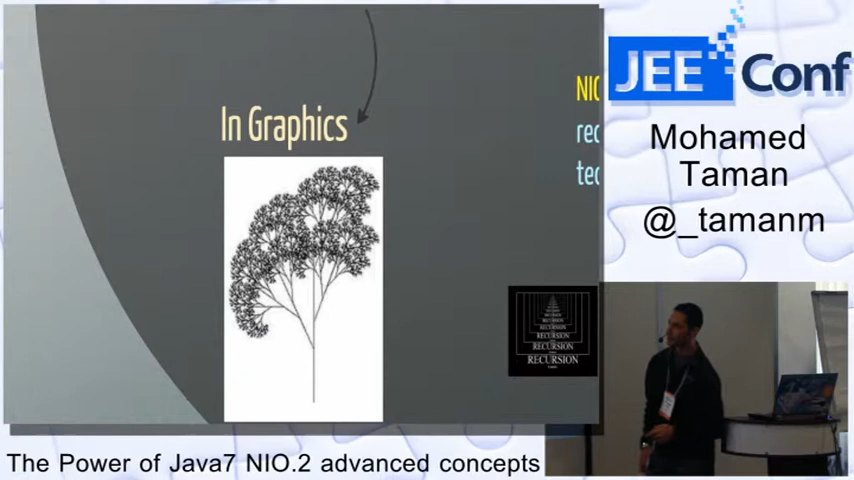 In Graphics
NIO
rec
tec
RECURSION
RECURSION
RECURSION
RECURSION
JEE Conf
Mohamed
Taman
@_tamanm
The Power of Java7 NIO.2 advanced concepts